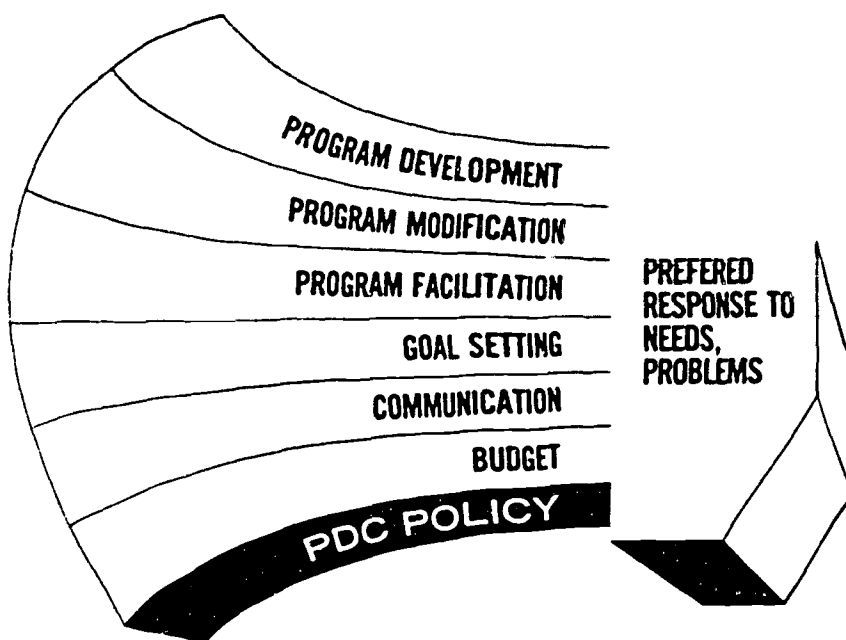 PROGRAM DEVELOPMENT
PROGRAM MODIFICATION
PROGRAM FACILITATION
GOAL SETTING
COMMUNICATION
BUDGET
PDC POLICY
PREFERED
RESPONSE TO
NEEDS,
PROBLEMS